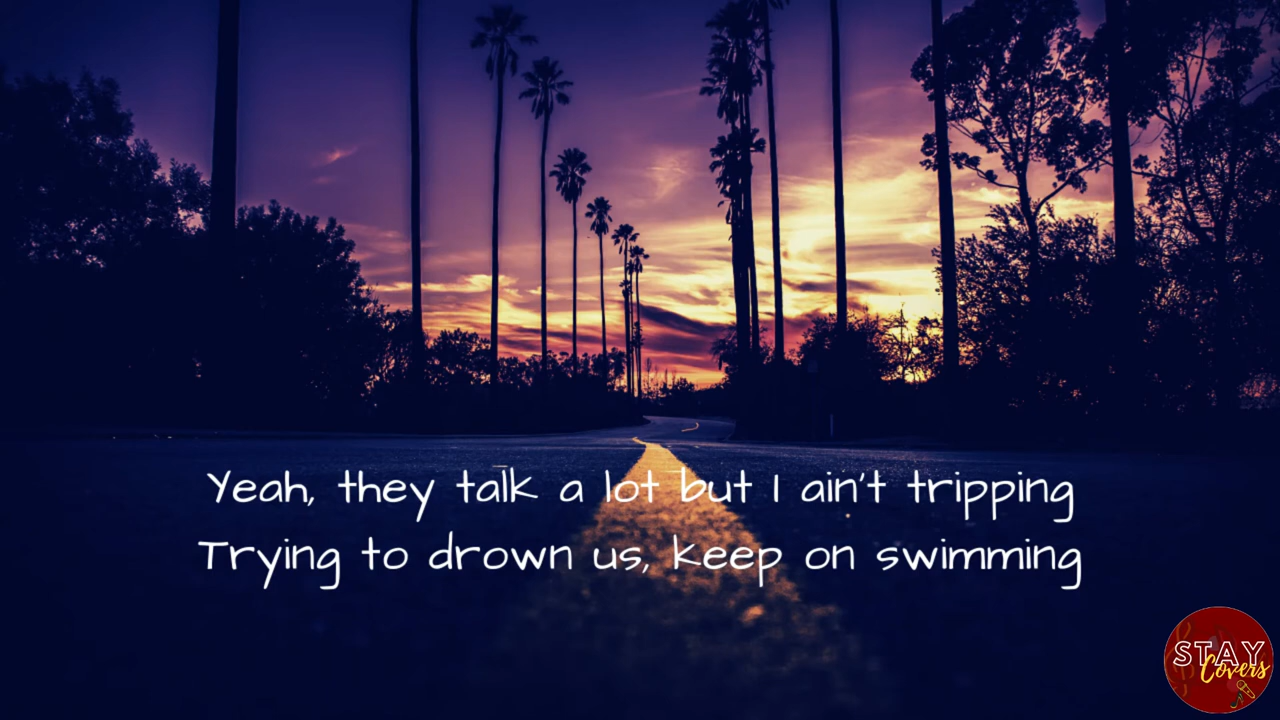 Yeah, they talk a lot but I ain't tripping
Trying to drown us, keep on swimming
STAY
Covers